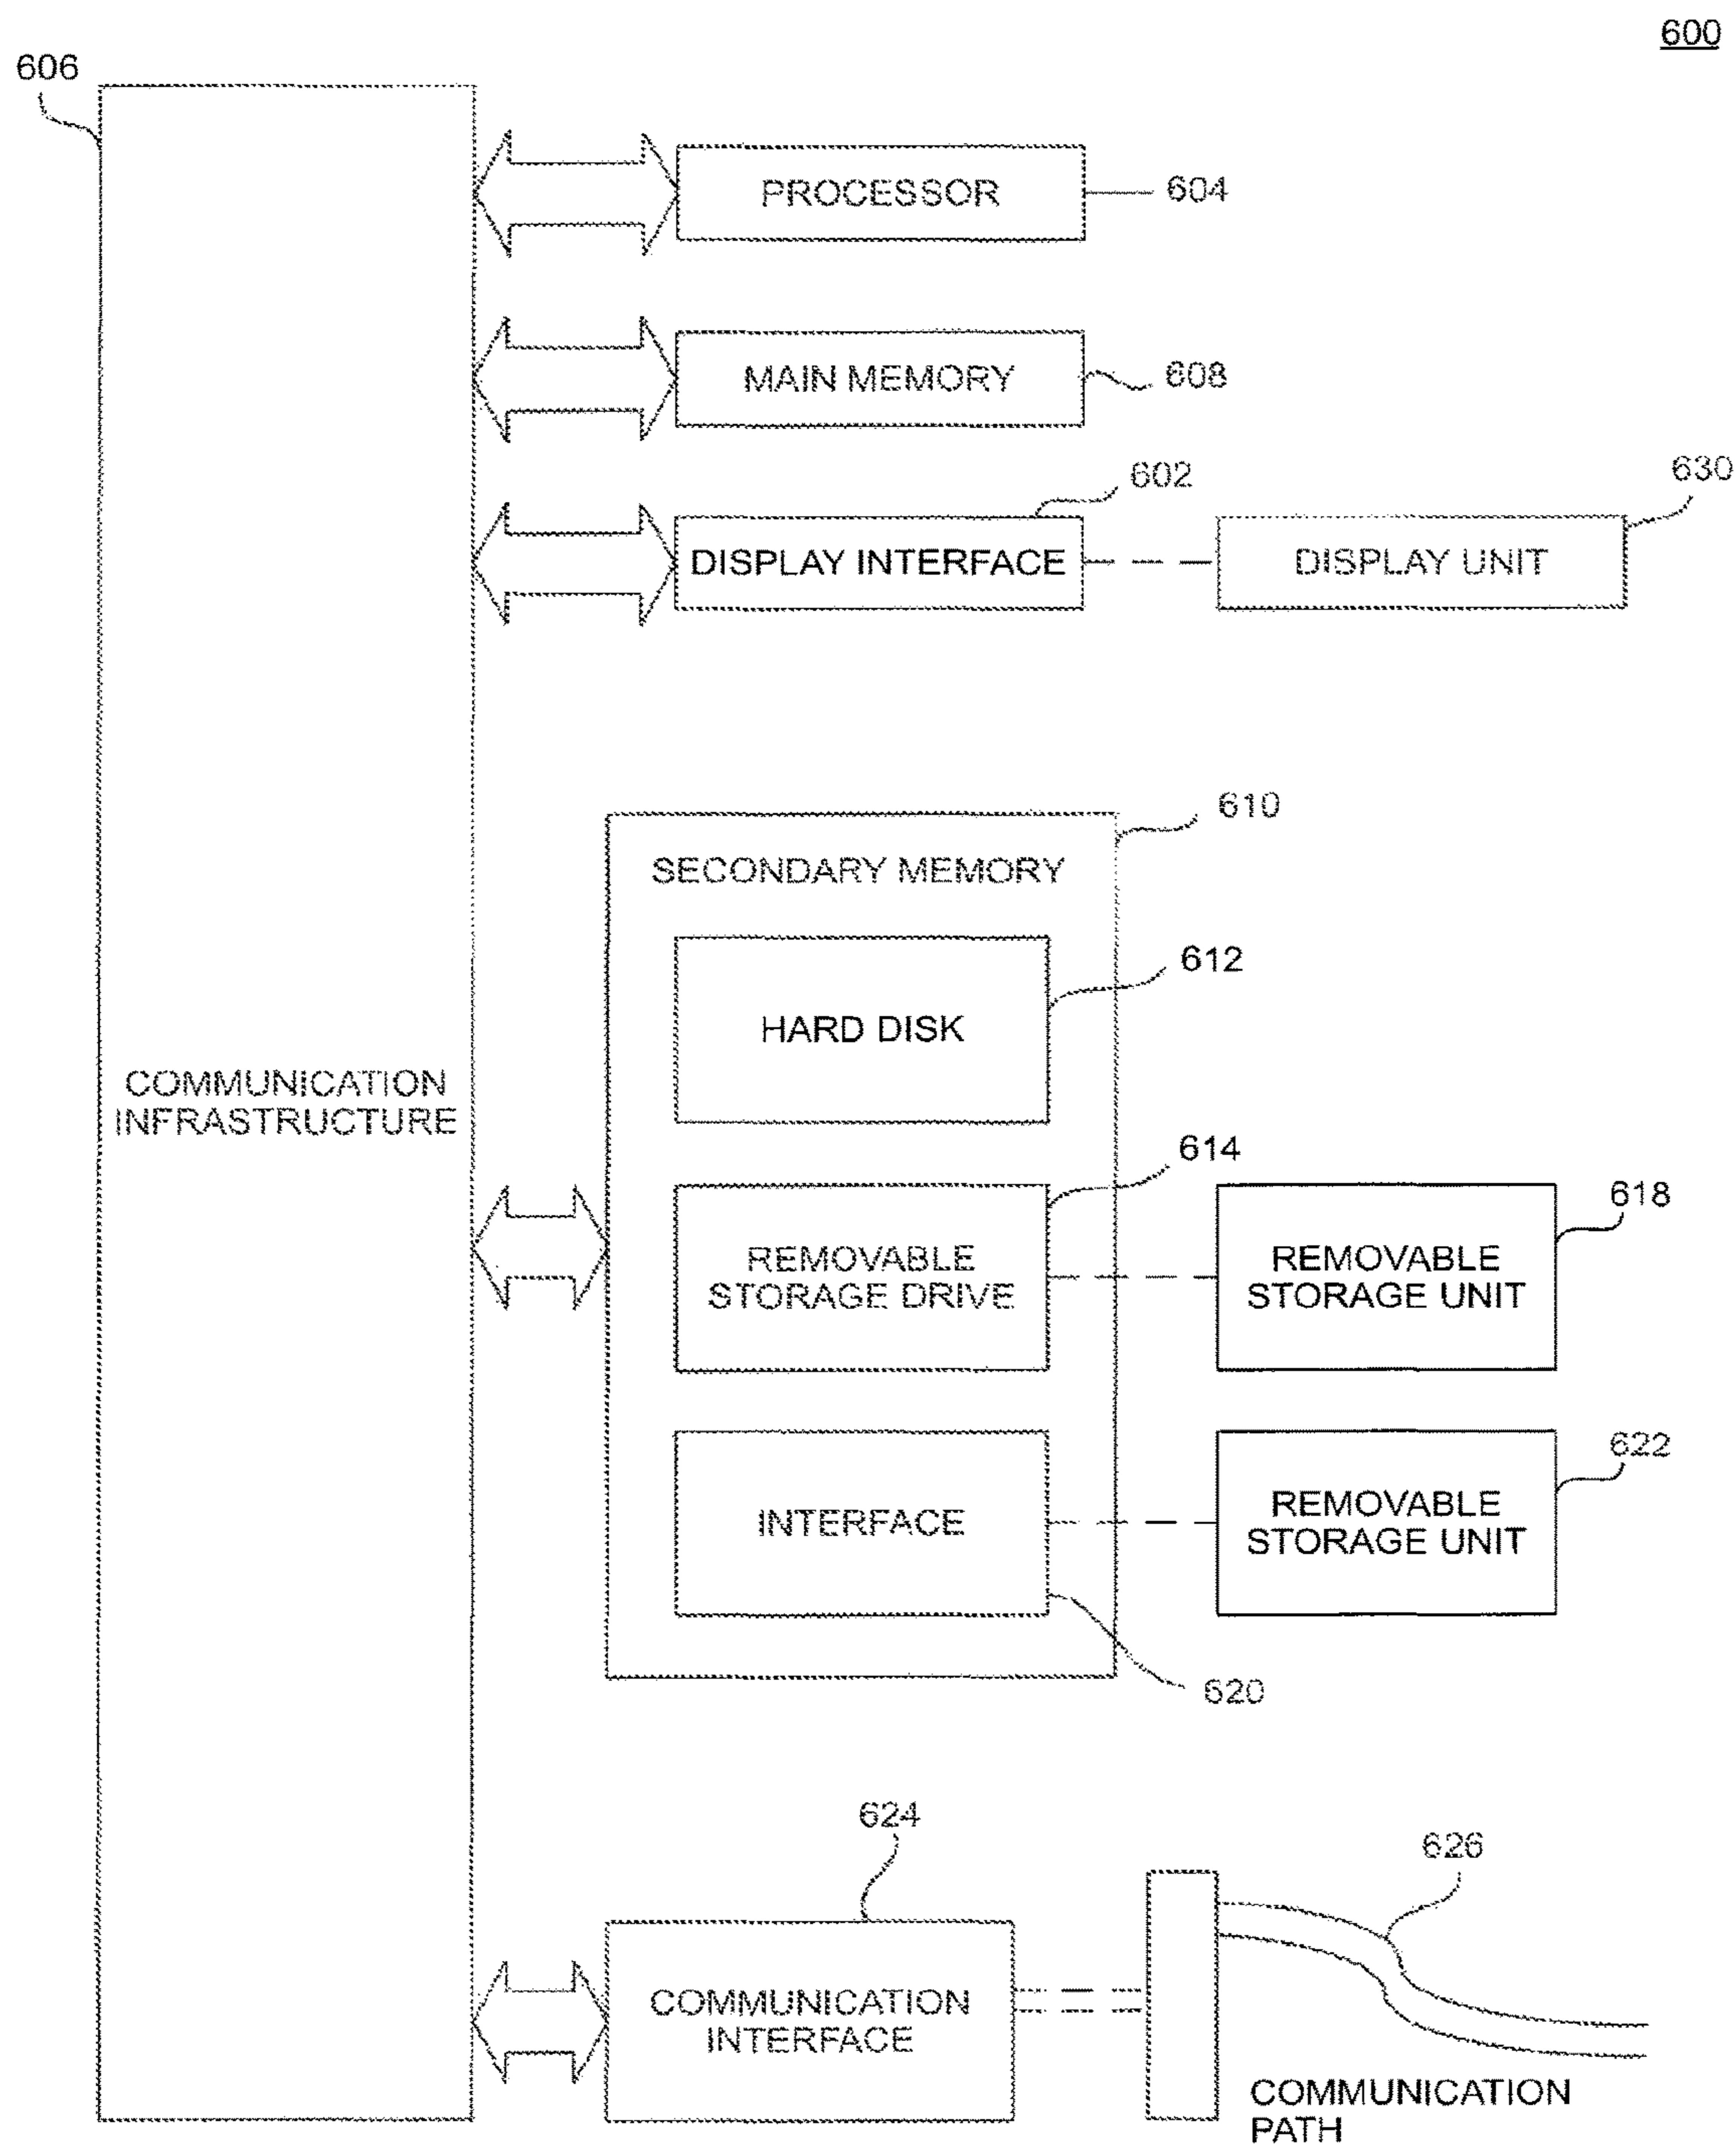 600
606
PROCESSOR
604
MAIN MEMORY
608
602
630
DISPLAY INTERFACE
DISPLAY UNIT
610
SECONDARY MEMORY
612
HARD DISK
COMMUNICATION
INFRASTRUCTURE
614
618
REMOVABLE
STORAGE DRIVE
REMOVABLE
STORAGE UNIT
622
INTERFACE
REMOVABLE
STORAGE UNIT
620
624
626
COMMUNICATION
INTERFACE
COMMUNICATION
PATH